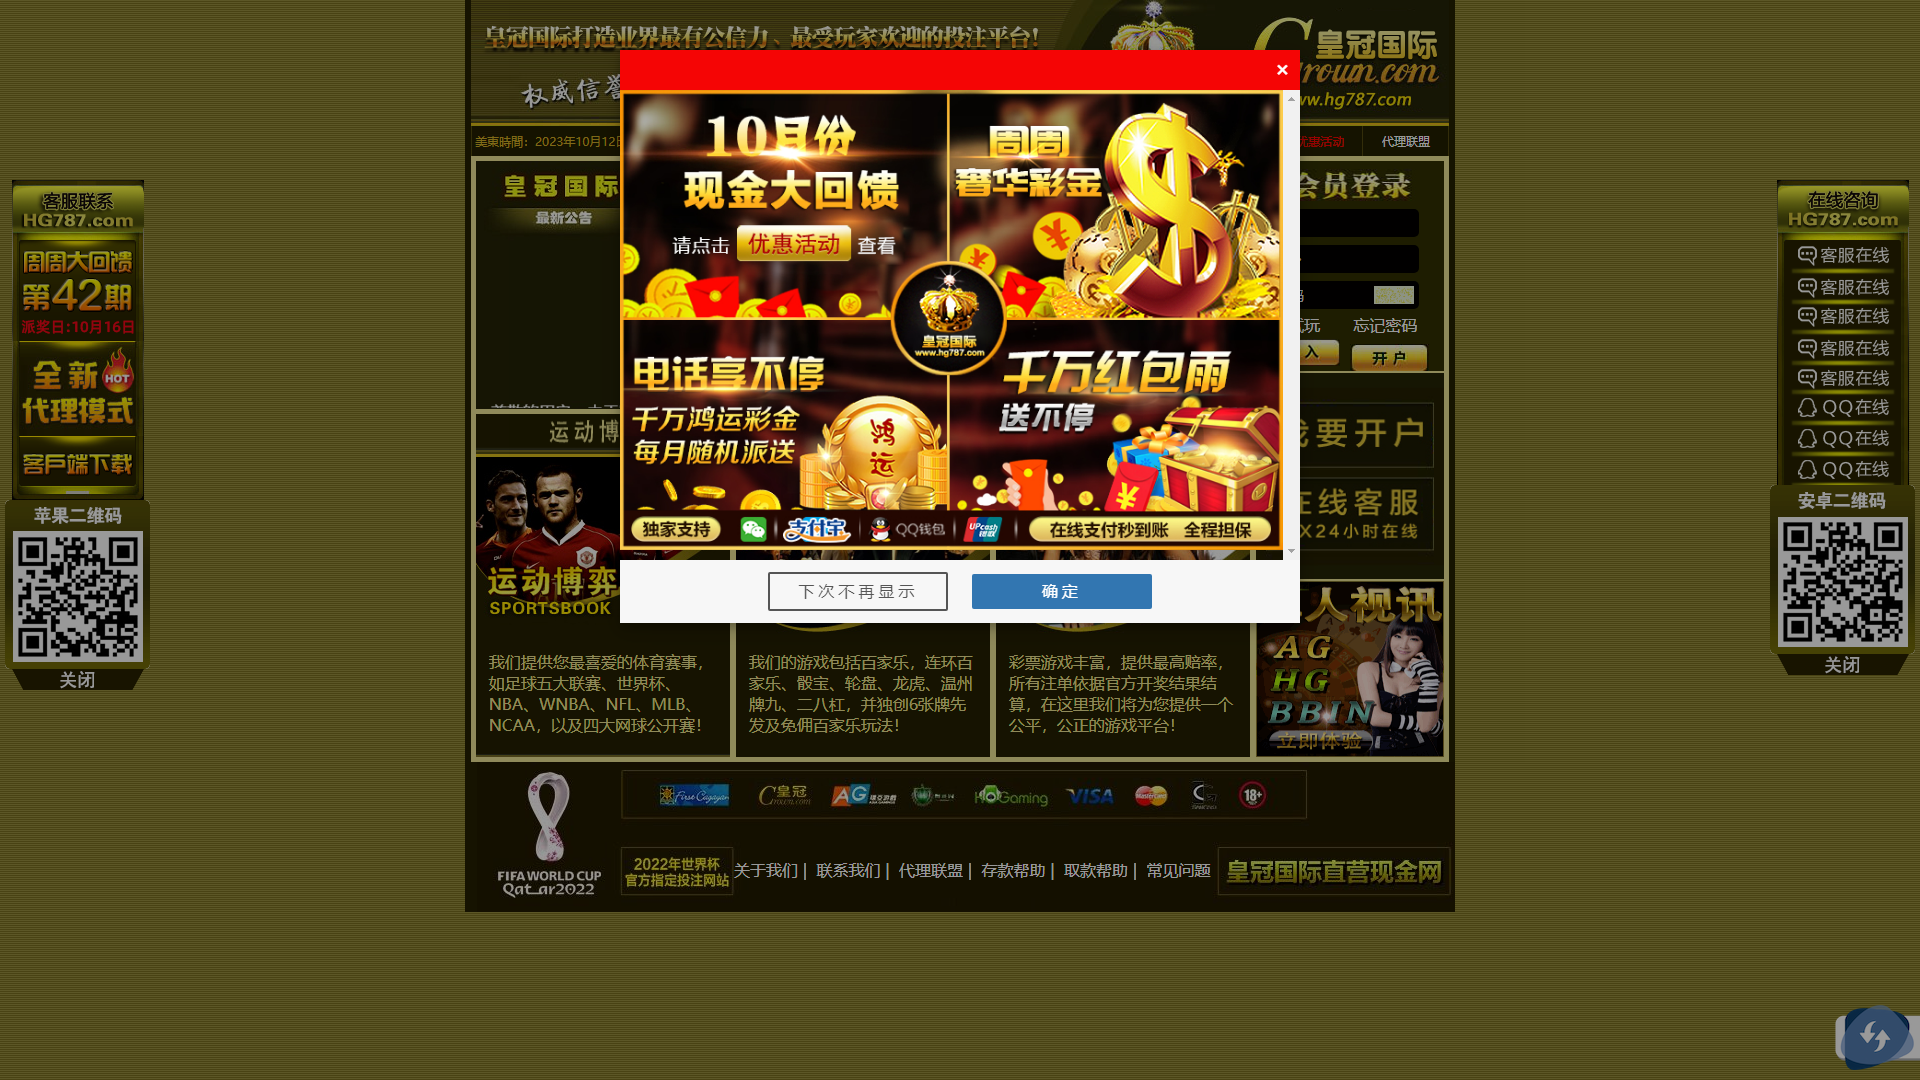 皇冠国际打造业界最有公信力、最受玩家欢迎的投注平台!
权威信誉
皇冠国际
www.hg787.com
美東時間：2023年10月12日
优惠活动
代理联盟
×
10月份
现金大回馈
请点击 优惠活动 查看
周周
奢华彩金
皇冠国际
www.hg787.com
电话享不停
千万鸿运彩金
每月随机派送
鸿运
千万红包雨
送不停
独家支持
支付宝
QQ钱包
UPcash
在线支付秒到账 全程担保
下次不再显示
确定
皇冠国际
最新公告
会员登录
忘记密码
入
开户
运动博
我要开户
在线客服
7X24小时在线
运动博弈
SPORTSBOOK
真人视讯
AG
HG
BBIN
立即体验
我们提供您最喜爱的体育赛事，
如足球五大联赛、世界杯、
NBA、WNBA、NFL、MLB、
NCAA，以及四大网球公开赛！
我们的游戏包括百家乐，连环百
家乐、骰宝、轮盘、龙虎、温州
牌九、二八杠，并独创6张牌先
发及免佣百家乐玩法！
彩票游戏丰富，提供最高赔率，
所有注单依据官方开奖结果结
算，在这里我们将为您提供一个
公平，公正的游戏平台！
First Cagayan
皇冠
Crown.com
AG
HOGaming
VISA
MasterCard
18+
FIFA WORLD CUP
Qatar2022
2022年世界杯
官方指定投注网站
关于我们 | 联系我们 | 代理联盟 | 存款帮助 | 取款帮助 | 常见问题
皇冠国际直营现金网
客服联系
HG787.com
周周大回馈
第42期
派奖日:10月16日
全新
HOT
代理模式
客戶端下载
苹果二维码
关闭
在线咨询
HG787.com
客服在线
客服在线
客服在线
客服在线
客服在线
QQ在线
QQ在线
QQ在线
安卓二维码
关闭